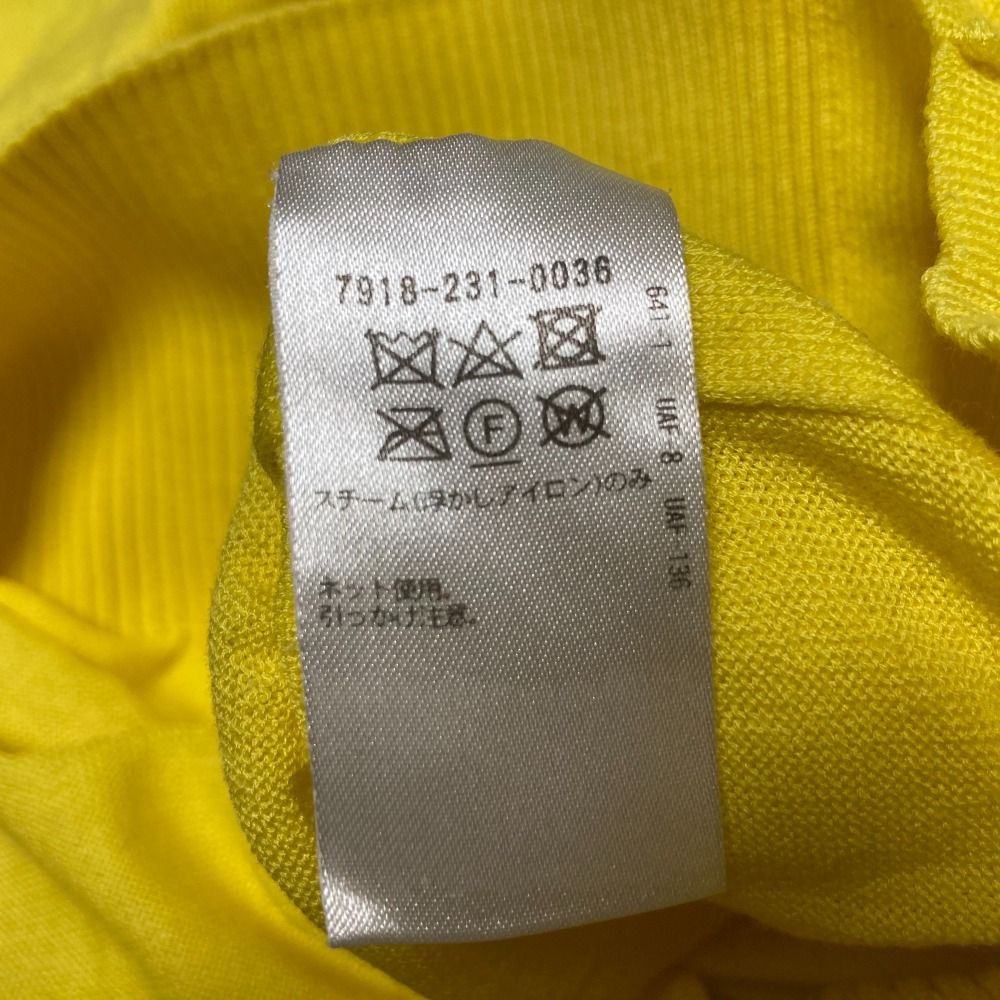 7918-231-0036
F
W
スチーム(浮かしアイロン)のみ
ネット使用。
引っかけ注意。
641-1 UAF 8 UAF 136